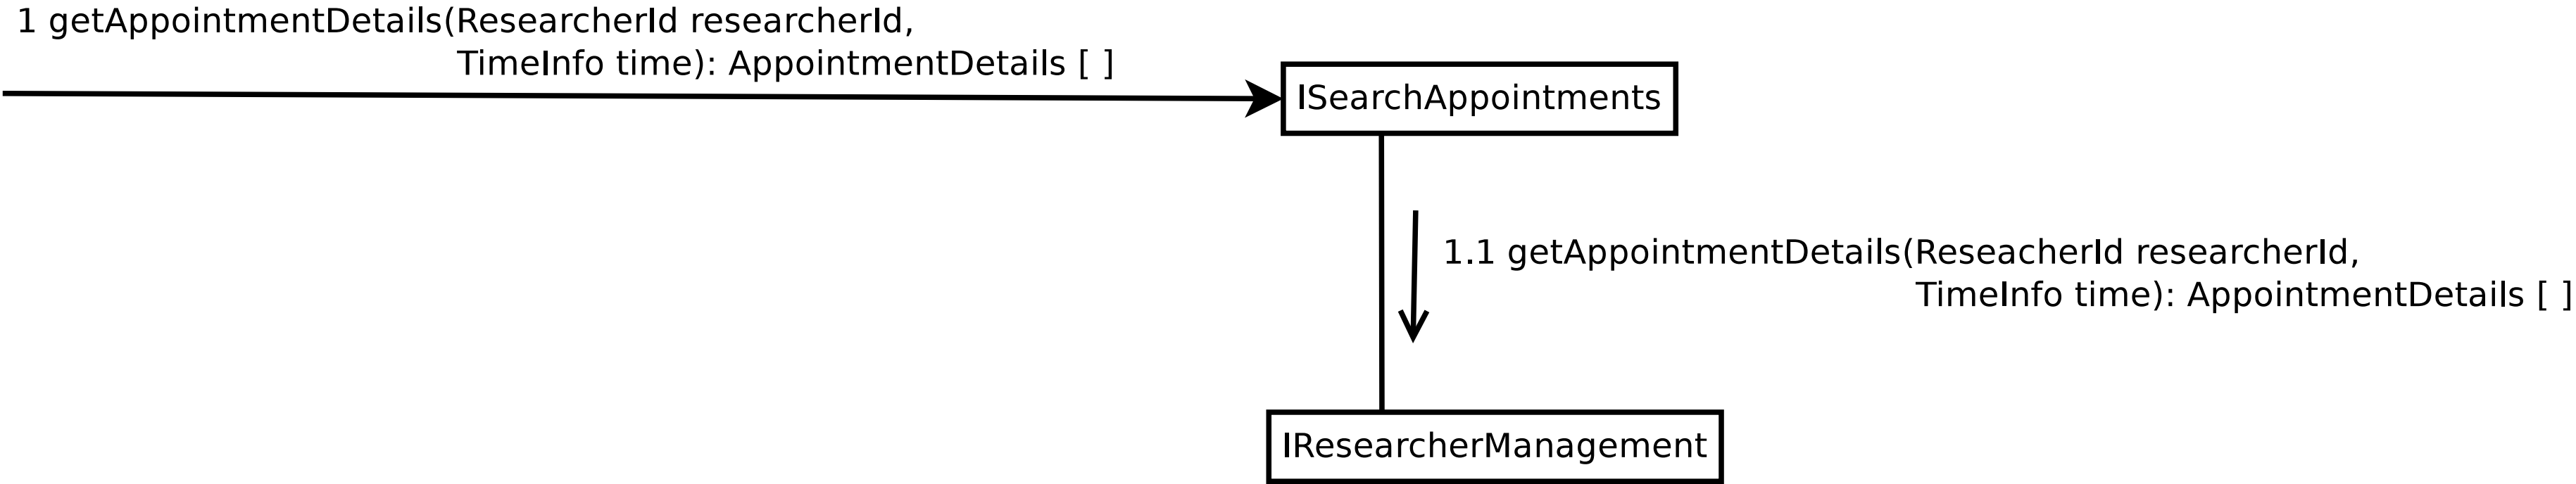 1 getAppointmentDetails(ResearcherId researcherId,
TimeInfo time): AppointmentDetails [ ]
ISearchAppointments
1.1 getAppointmentDetails(ReseacherId researcherId,
TimeInfo time): AppointmentDetails [ ]
IResearcherManagement